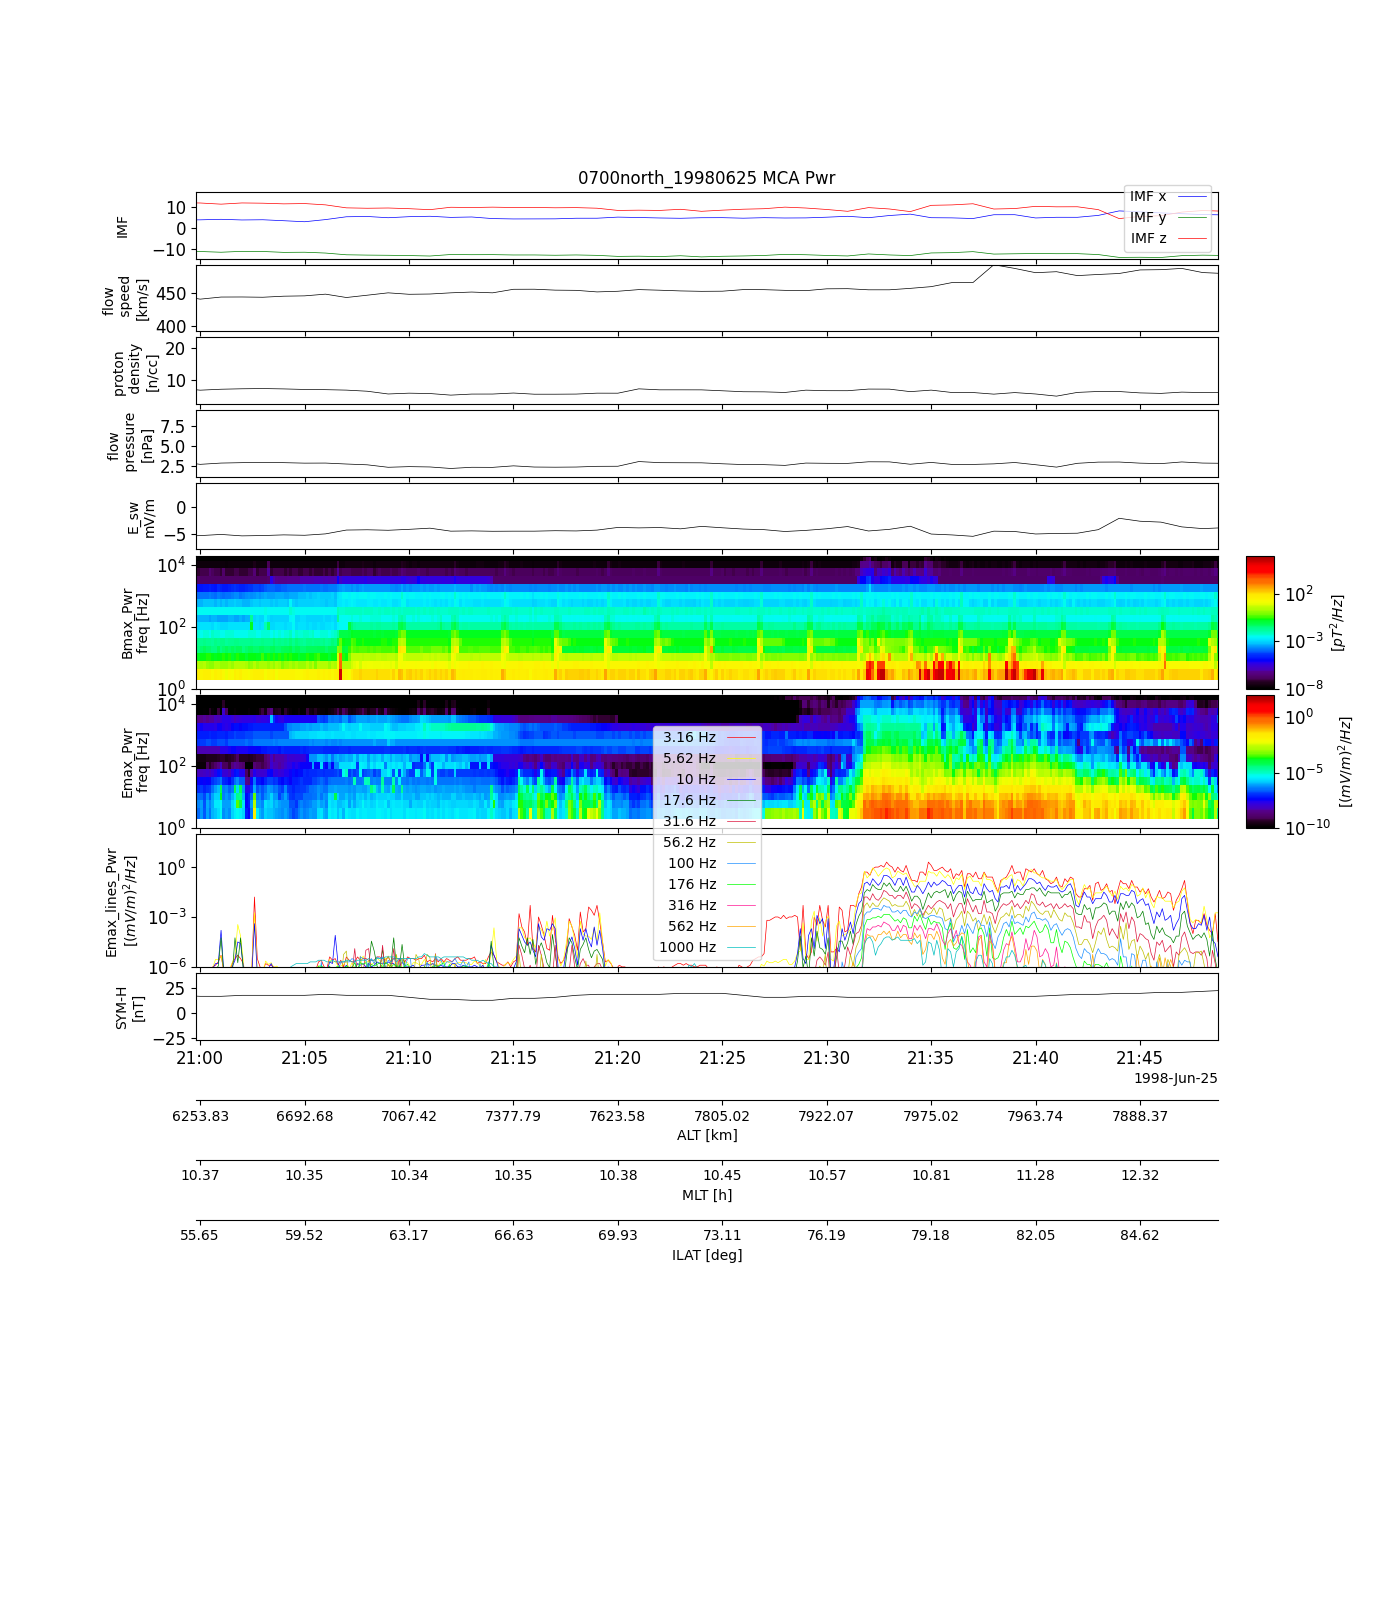 0700north_19980625 MCA Pwr
IMF
10
0
−10
IMF x
IMF y
IMF z
flow
speed
[km/s]
450
400
proton
density
[n/cc]
20
10
flow
pressure
[nPa]
7.5
5.0
2.5
E_sw
mV/m
0
−5
Bmax_Pwr
freq [Hz]
10^4
10^2
10^0
10^2
10^−3
10^−8
[pT^2/Hz]
Emax_Pwr
freq [Hz]
10^4
10^2
10^0
10^0
10^−5
10^−10
[(mV/m)^2/Hz]
3.16 Hz
5.62 Hz
10 Hz
17.6 Hz
31.6 Hz
56.2 Hz
100 Hz
176 Hz
316 Hz
562 Hz
1000 Hz
Emax_lines_Pwr
[(mV/m)^2/Hz]
10^0
10^−3
10^−6
SYM-H
[nT]
25
0
−25
21:00 21:05 21:10 21:15 21:20 21:25 21:30 21:35 21:40 21:45
1998-Jun-25
6253.83 6692.68 7067.42 7377.79 7623.58 7805.02 7922.07 7975.02 7963.74 7888.37
ALT [km]
10.37 10.35 10.34 10.35 10.38 10.45 10.57 10.81 11.28 12.32
MLT [h]
55.65 59.52 63.17 66.63 69.93 73.11 76.19 79.18 82.05 84.62
ILAT [deg]